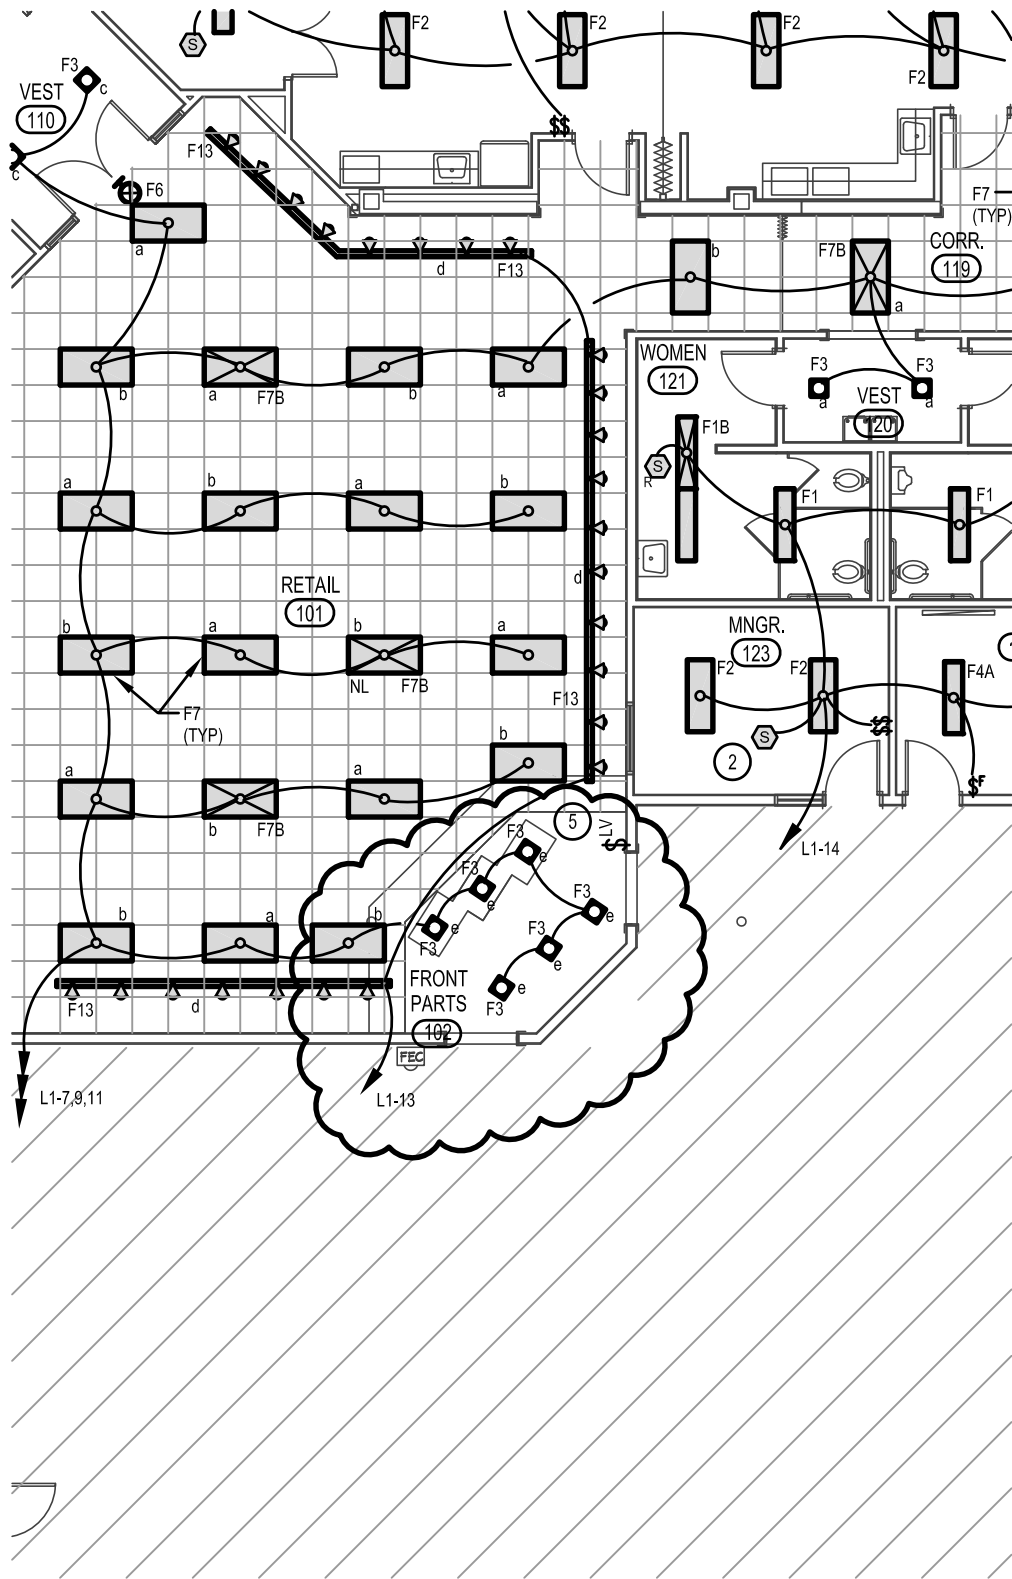 F2
F2
F2
F2
S
F3
c
VEST
110
c
F13
$$
F6
a
F7
(TYP)
d
F13
b
F7B
CORR.
119
a
b
a
F7B
b
a
WOMEN
121
F3
F3
a
a
VEST
120
F1B
S
R
F1
F1
a
b
a
b
d
RETAIL
101
b
a
b
a
NL
F7B
F7
(TYP)
F13
MNGR.
123
F2
F2
F4A
S
$$
2
$F
b
a
b
F7B
a
5
LV
$
L1-14
F3
e
F3
e
F3
e
F3
e
F3
e
F3
e
b
a
b
F13
d
FRONT
PARTS
102
FEC
L1-7,9,11
L1-13